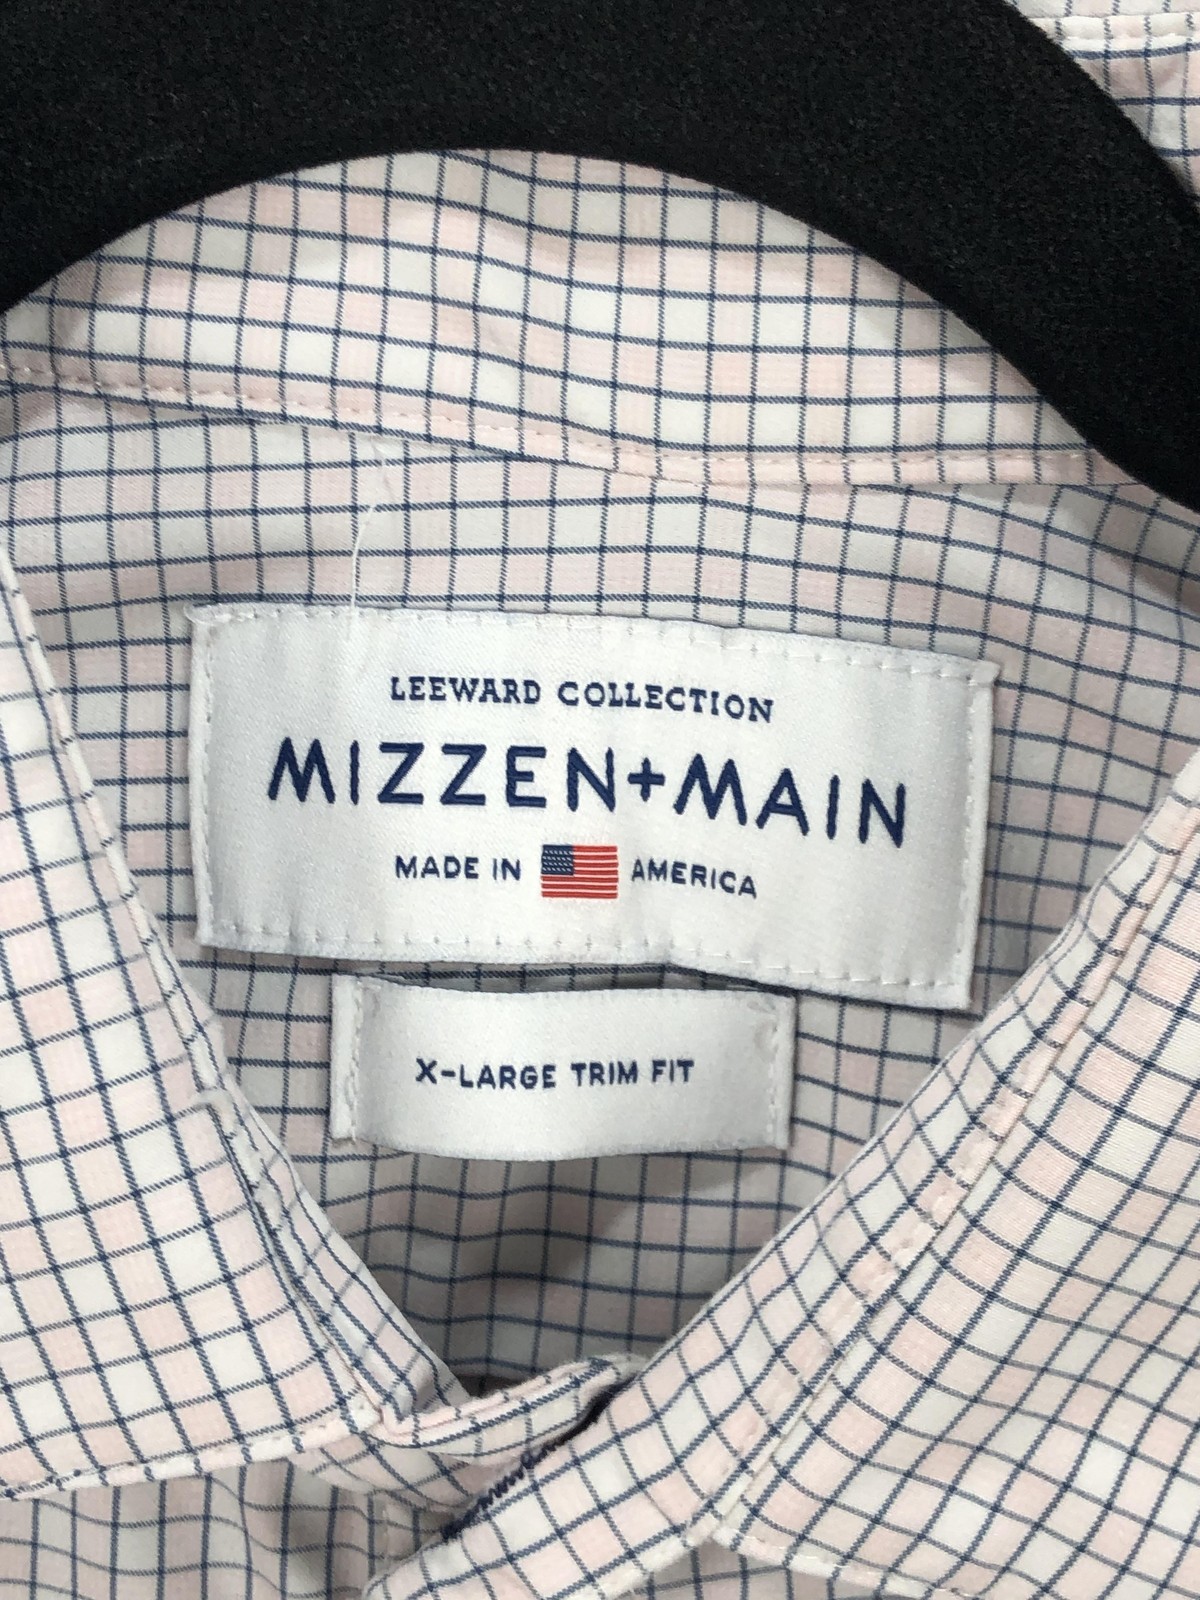 LEEWARD COLLECTION
MIZZEN+MAIN
MADE IN AMERICA
X-LARGE TRIM FIT